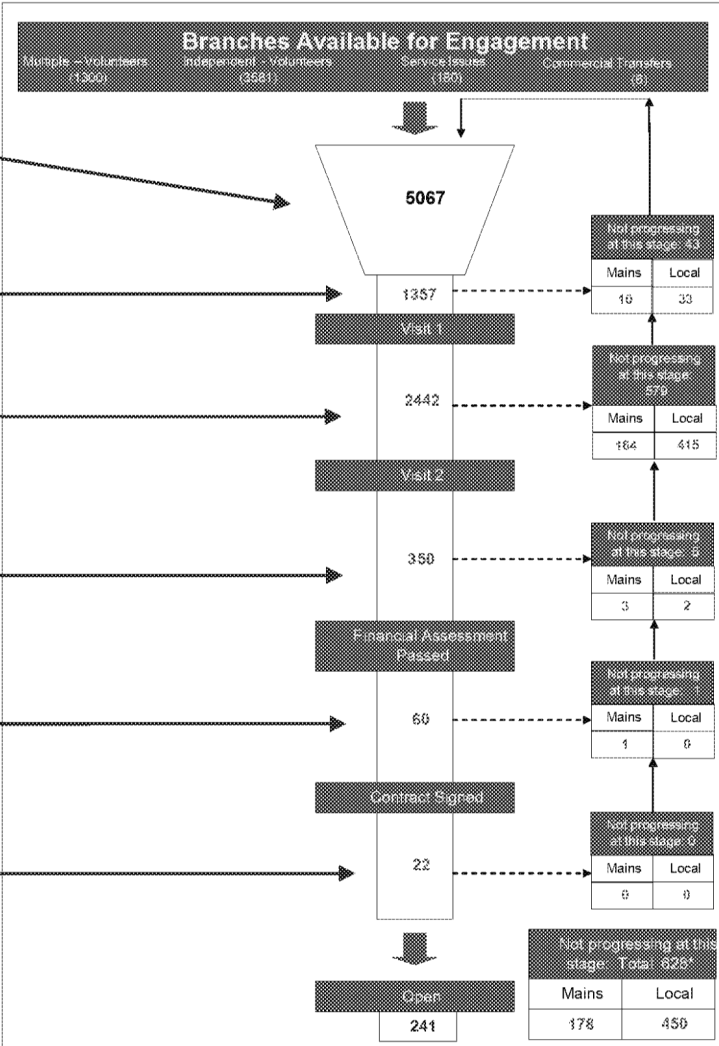 Branches Available for Engagement
Multiple – Volunteers Independent - Volunteers Service Issues Commercial Transfers
(1300) (3581) (180) (6)
5067
Not progressing
at this stage: 43
Mains Local
10 33
1357
Visit 1
Not progressing
at this stage:
579
Mains Local
164 415
2442
Visit 2
Not progressing
at this stage: 5
Mains Local
3 2
350
Financial Assessment
Passed
Not progressing
at this stage: 1
Mains Local
1 0
60
Contract Signed
Not progressing
at this stage: 0
Mains Local
0 0
22
Not progressing at this
stage: Total 628*
Mains Local
178 450
Open
241